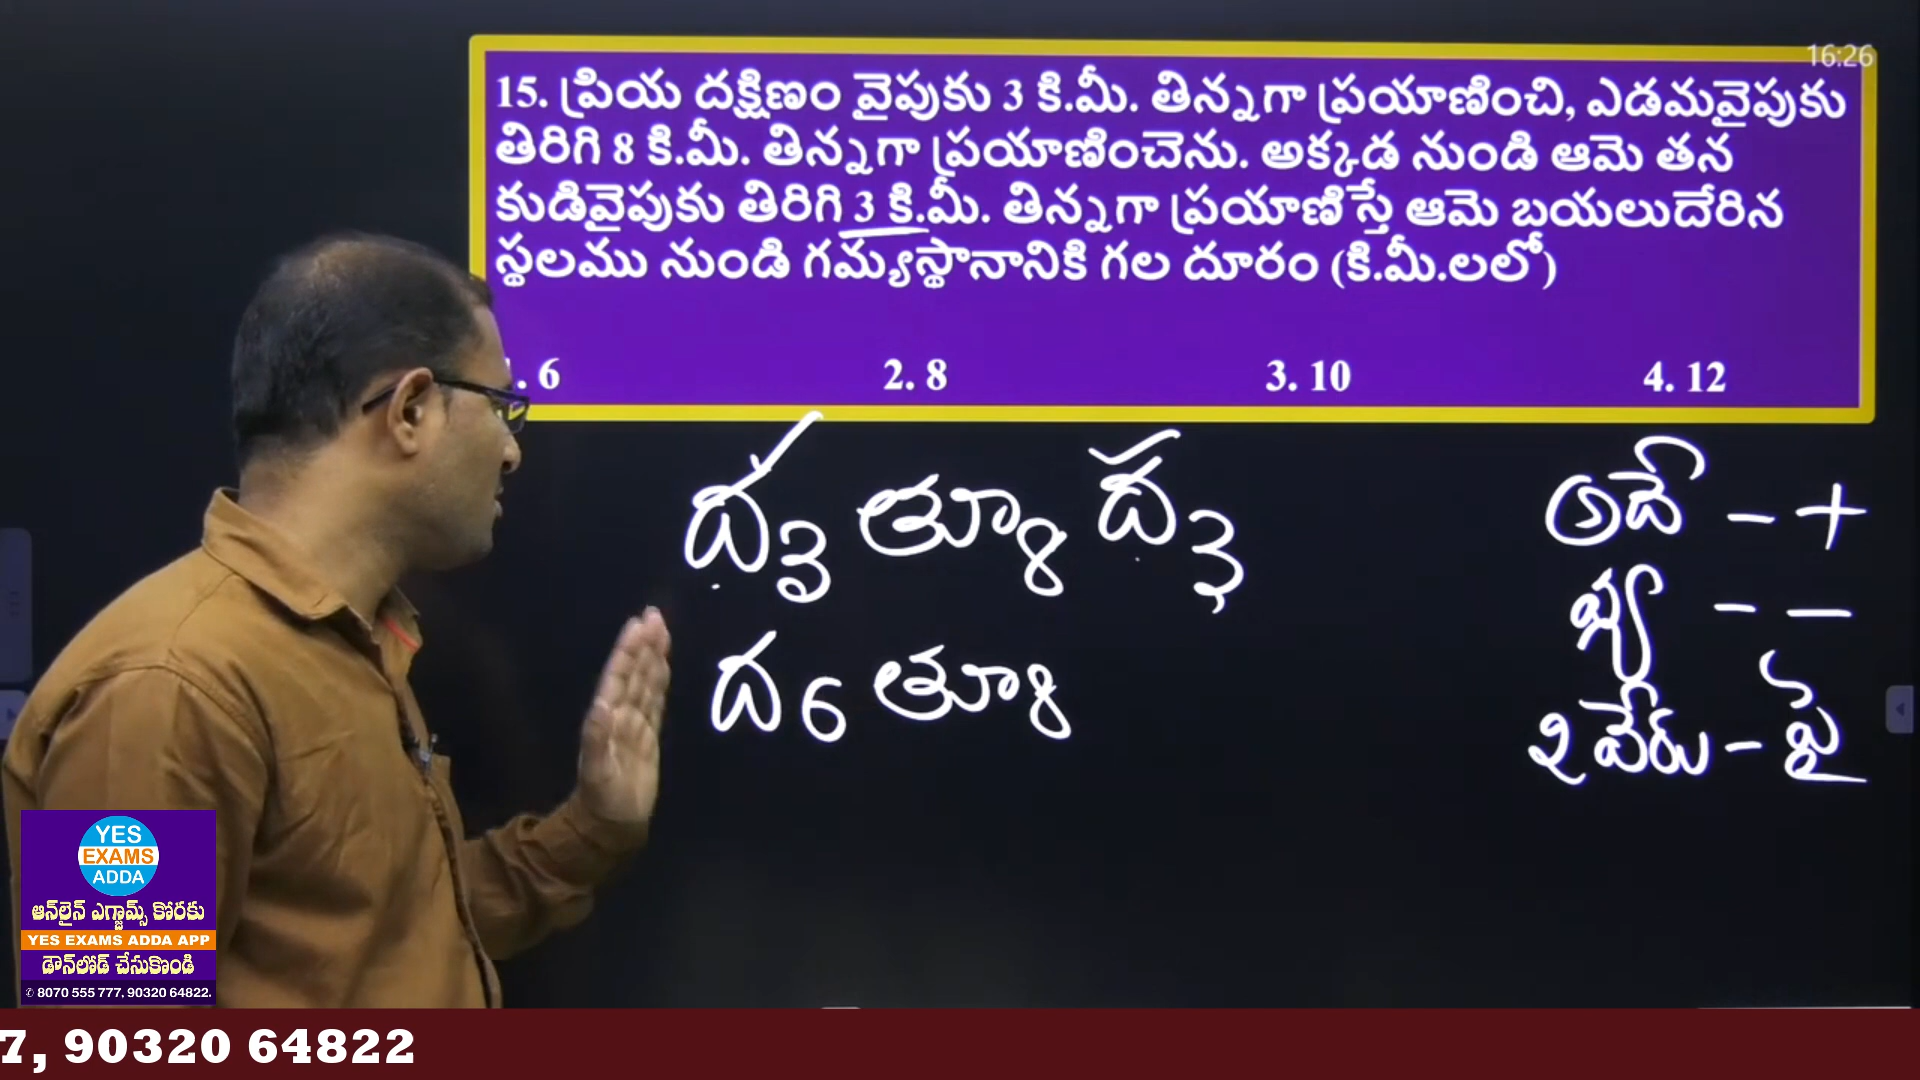 16:26
15. ప్రియ దక్షిణం వైపుకు 3 కి.మీ. తిన్నగా ప్రయాణించి, ఎడమవైపుకు
తిరిగి 8 కి.మీ. తిన్నగా ప్రయాణించెను. అక్కడ నుండి ఆమె తన
కుడివైపుకు తిరిగి 3 కి.మీ. తిన్నగా ప్రయాణిస్తే ఆమె బయలుదేరిన
స్థలము నుండి గమ్యస్థానానికి గల దూరం (కి.మీ.లలో)
. 6 2. 8 3. 10 4. 12
ద3 తూ8 ద3
ద6 తూ8
అదే - +
- -
2 వేరు - పై
YES
EXAMS
ADDA
ఆన్‌లైన్ ఎగ్జామ్స్ కోరకు
YES EXAMS ADDA APP
డౌన్‌లోడ్ చేసుకొండి
✆ 8070 555 777, 90320 64822.
7, 90320 64822